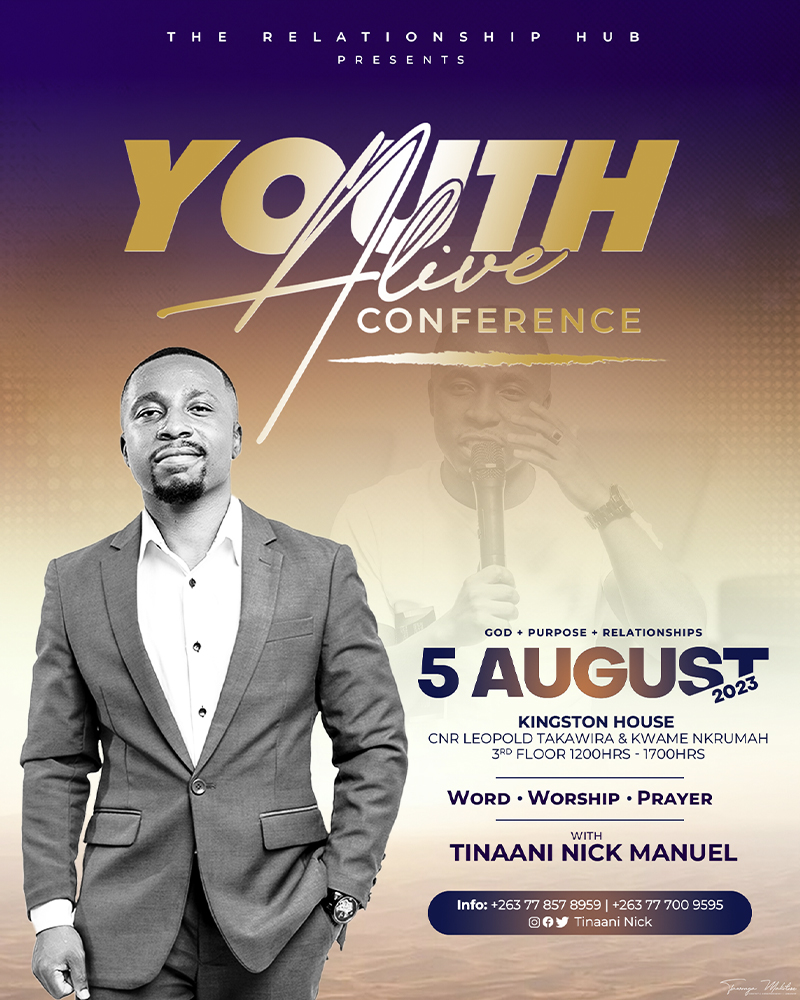 THE RELATIONSHIP HUB
PRESENTS
YOUTH
Alive
CONFERENCE
GOD + PURPOSE + RELATIONSHIPS
5 AUGUST
2023
KINGSTON HOUSE
CNR LEOPOLD TAKAWIRA & KWAME NKRUMAH
3RD FLOOR 1200HRS - 1700HRS
WORD • WORSHIP • PRAYER
WITH
TINAANI NICK MANUEL
Info: +263 77 857 8959 | +263 77 700 9595
Tinaani Nick